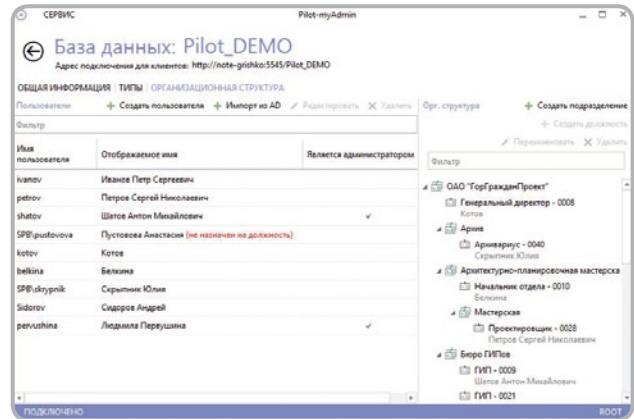 СЕРВИС
Pilot-myAdmin
База данных: Pilot_DEMO
Адрес подключения для клиентов: http://note-grishko:5545/Pilot_DEMO
ОБЩАЯ ИНФОРМАЦИЯ | ТИПЫ | ОРГАНИЗАЦИОННАЯ СТРУКТУРА
Пользователи + Создать пользователя + Импорт из AD Редактировать Удалить
Фильтр
Имя пользователя Отображаемое имя Является администратором
ivanov Иванов Петр Сергеевич
petrov Петров Сергей Николаевич
shatov Шатов Антон Михайлович ✓
SPB\pustovova Пустовова Анастасия (не назначен на должность)
kotov Котов
belkina Белкина
SPB\skrypnik Скрыпник Юлия
Sidorov Сидоров Андрей
pervushina Людмила Первушина ✓
Орг. структура + Создать подразделение
+ Создать должность
Переименовать Удалить
Фильтр
ОАО "ГорГражданПроект"
Генеральный директор - 0008
Котов
Архив
Архивариус - 0040
Скрыпник Юлия
Архитектурно-планировочная мастерска
Начальник отдела - 0010
Белкина
Мастерская
Проектировщик - 0028
Петров Сергей Николаевич
Бюро ГИПов
ГИП - 0009
Шатов Антон Михайлович
ГИП - 0021
ПОДКЛЮЧЕНО
ROOT